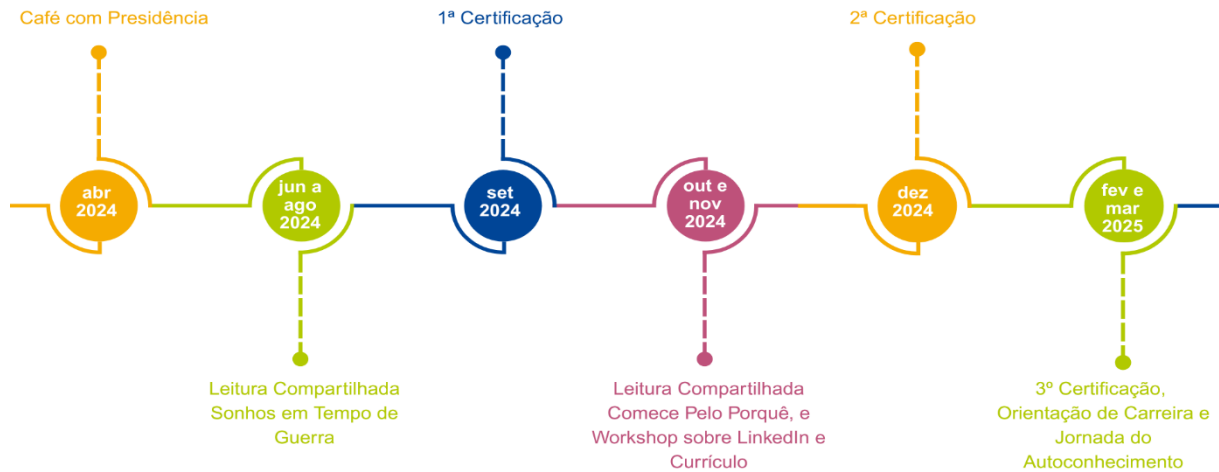 Café com Presidência
1ª Certificação
2ª Certificação
abr
2024
jun a
ago
2024
set
2024
out e
nov
2024
dez
2024
fev e
mar
2025
Leitura Compartilhada
Sonhos em Tempo de
Guerra
Leitura Compartilhada
Comece Pelo Porquê, e
Workshop sobre LinkedIn e
Currículo
3º Certificação,
Orientação de Carreira e
Jornada do
Autoconhecimento